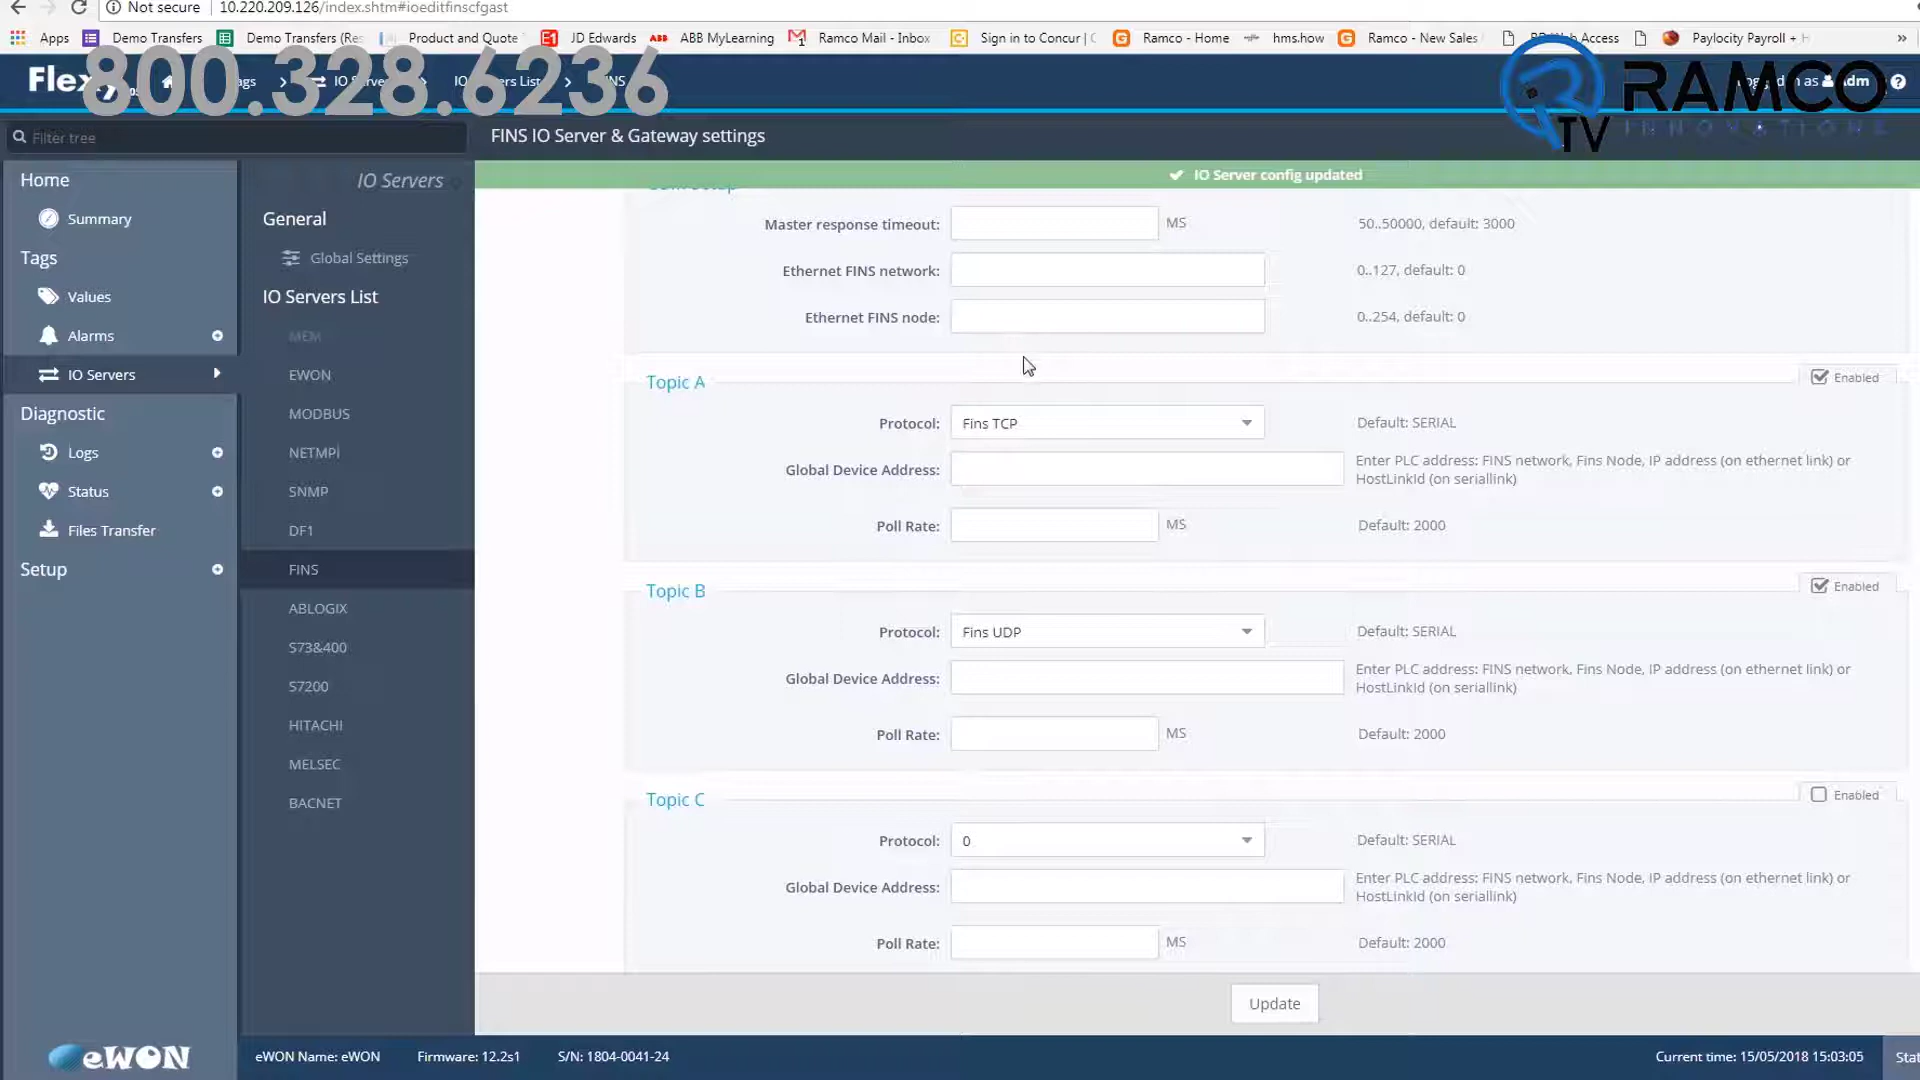 Not secure 10.220.209.126/index.shtm#ioeditfinscfgast
Apps Demo Transfers Demo Transfers (Re Product and Quote JD Edwards ABB MyLearning Ramco Mail - Inbox Sign in to Concur | C Ramco - Home hms.how Ramco - New Sales Access Paylocity Payroll + H »
Flexy
800.328.6236
IO Servers List
as Adm
RAMCO
TV INNOVATIONS
Filter tree
FINS IO Server & Gateway settings
IO Server config updated
Home
Summary
Tags
Values
Alarms
IO Servers
Diagnostic
Logs
Status
Files Transfer
Setup
IO Servers
General
Global Settings
IO Servers List
MEM
EWON
MODBUS
NETMPI
SNMP
DF1
FINS
ABLOGIX
S73&400
S7200
HITACHI
MELSEC
BACNET
Master response timeout: MS 50..50000, default: 3000
Ethernet FINS network: 0..127, default: 0
Ethernet FINS node: 0..254, default: 0
Topic A Enabled
Protocol: Fins TCP Default: SERIAL
Global Device Address: Enter PLC address: FINS network, Fins Node, IP address (on ethernet link) or
HostLinkId (on seriallink)
Poll Rate: MS Default: 2000
Topic B Enabled
Protocol: Fins UDP Default: SERIAL
Global Device Address: Enter PLC address: FINS network, Fins Node, IP address (on ethernet link) or
HostLinkId (on seriallink)
Poll Rate: MS Default: 2000
Topic C Enabled
Protocol: 0 Default: SERIAL
Global Device Address: Enter PLC address: FINS network, Fins Node, IP address (on ethernet link) or
HostLinkId (on seriallink)
Poll Rate: MS Default: 2000
Update
eWON
eWON Name: eWON Firmware: 12.2s1 S/N: 1804-0041-24 Current time: 15/05/2018 15:03:05 Stat